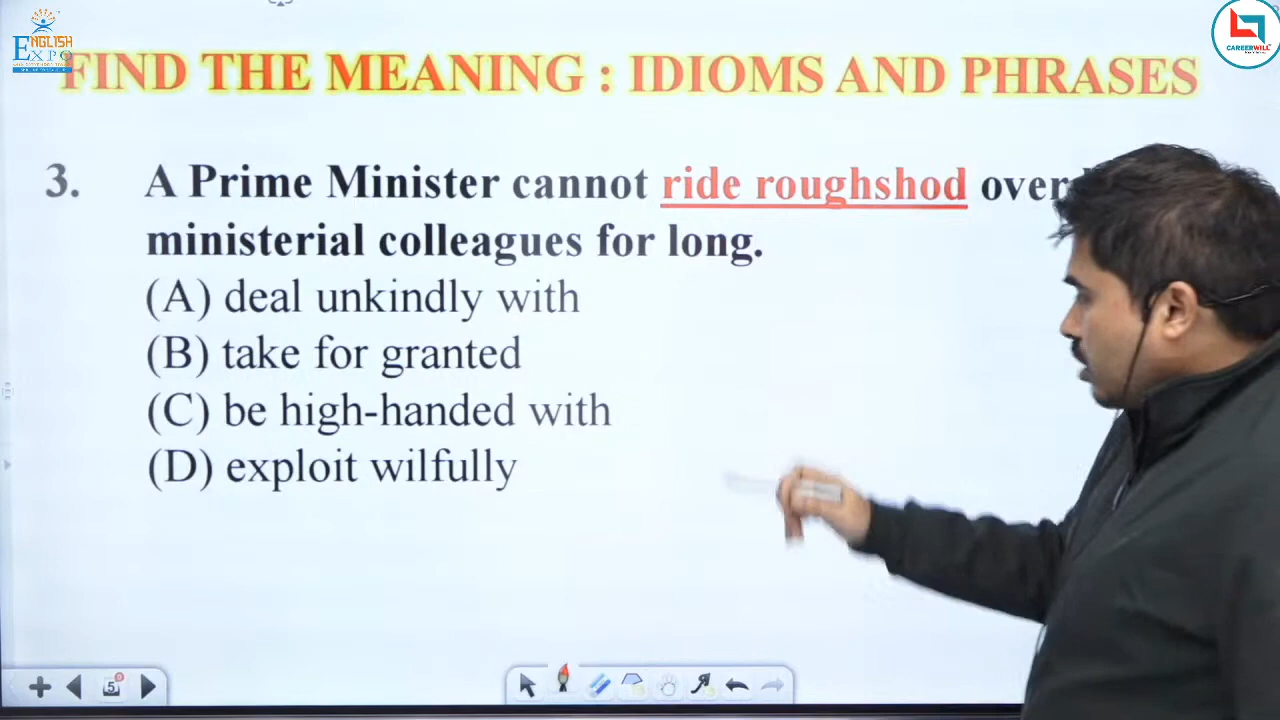 ENGLISH
EXPO
CAREERWILL
FIND THE MEANING : IDIOMS AND PHRASES
3. A Prime Minister cannot ride roughshod over
ministerial colleagues for long.
(A) deal unkindly with
(B) take for granted
(C) be high-handed with
(D) exploit wilfully
5